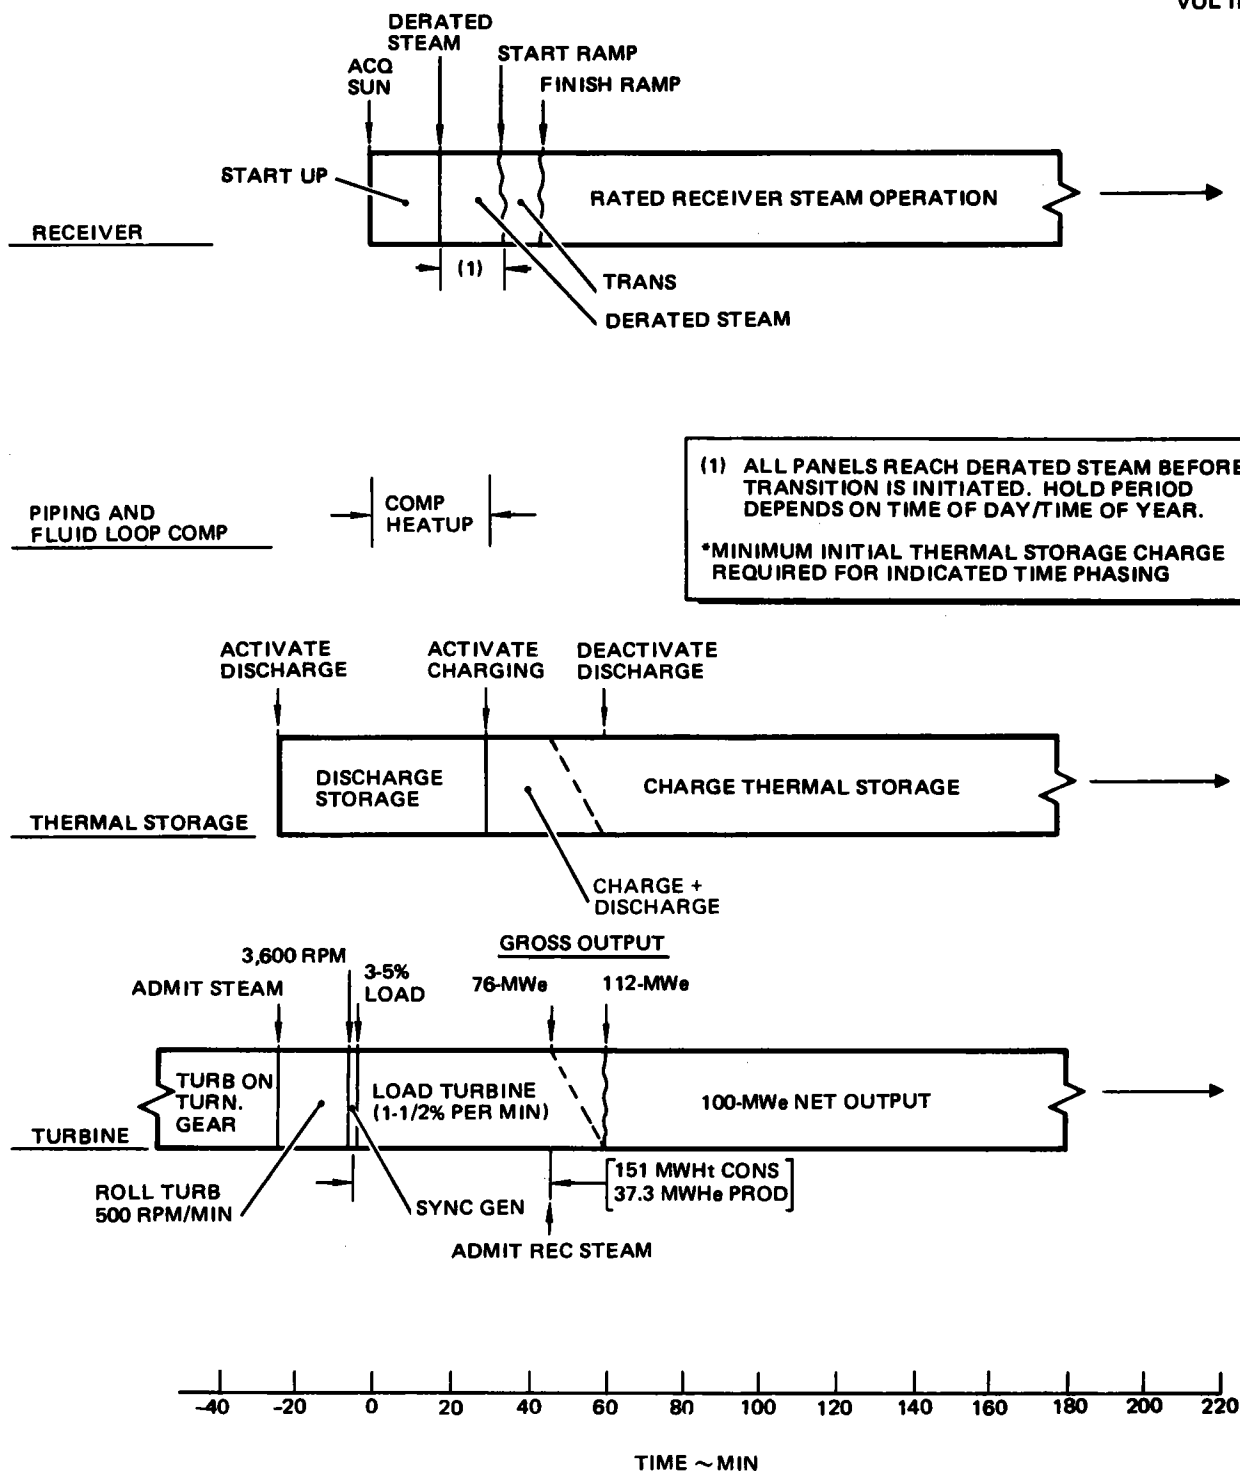 VOL II
DERATED
STEAM
START RAMP
ACQ
SUN
FINISH RAMP
START UP
RATED RECEIVER STEAM OPERATION
RECEIVER
(1)
TRANS
DERATED STEAM
(1) ALL PANELS REACH DERATED STEAM BEFORE
TRANSITION IS INITIATED. HOLD PERIOD
DEPENDS ON TIME OF DAY/TIME OF YEAR.
*MINIMUM INITIAL THERMAL STORAGE CHARGE
REQUIRED FOR INDICATED TIME PHASING
PIPING AND
FLUID LOOP COMP
COMP
HEATUP
ACTIVATE
DISCHARGE
ACTIVATE
CHARGING
DEACTIVATE
DISCHARGE
DISCHARGE
STORAGE
CHARGE THERMAL STORAGE
THERMAL STORAGE
CHARGE +
DISCHARGE
GROSS OUTPUT
3,600 RPM
3-5%
LOAD
76-MWe
112-MWe
ADMIT STEAM
TURB ON
TURN.
GEAR
LOAD TURBINE
(1-1/2% PER MIN)
100-MWe NET OUTPUT
TURBINE
151 MWHt CONS
37.3 MWHe PROD
ROLL TURB
500 RPM/MIN
SYNC GEN
ADMIT REC STEAM
-40 -20 0 20 40 60 80 100 120 140 160 180 200 220
TIME ~ MIN